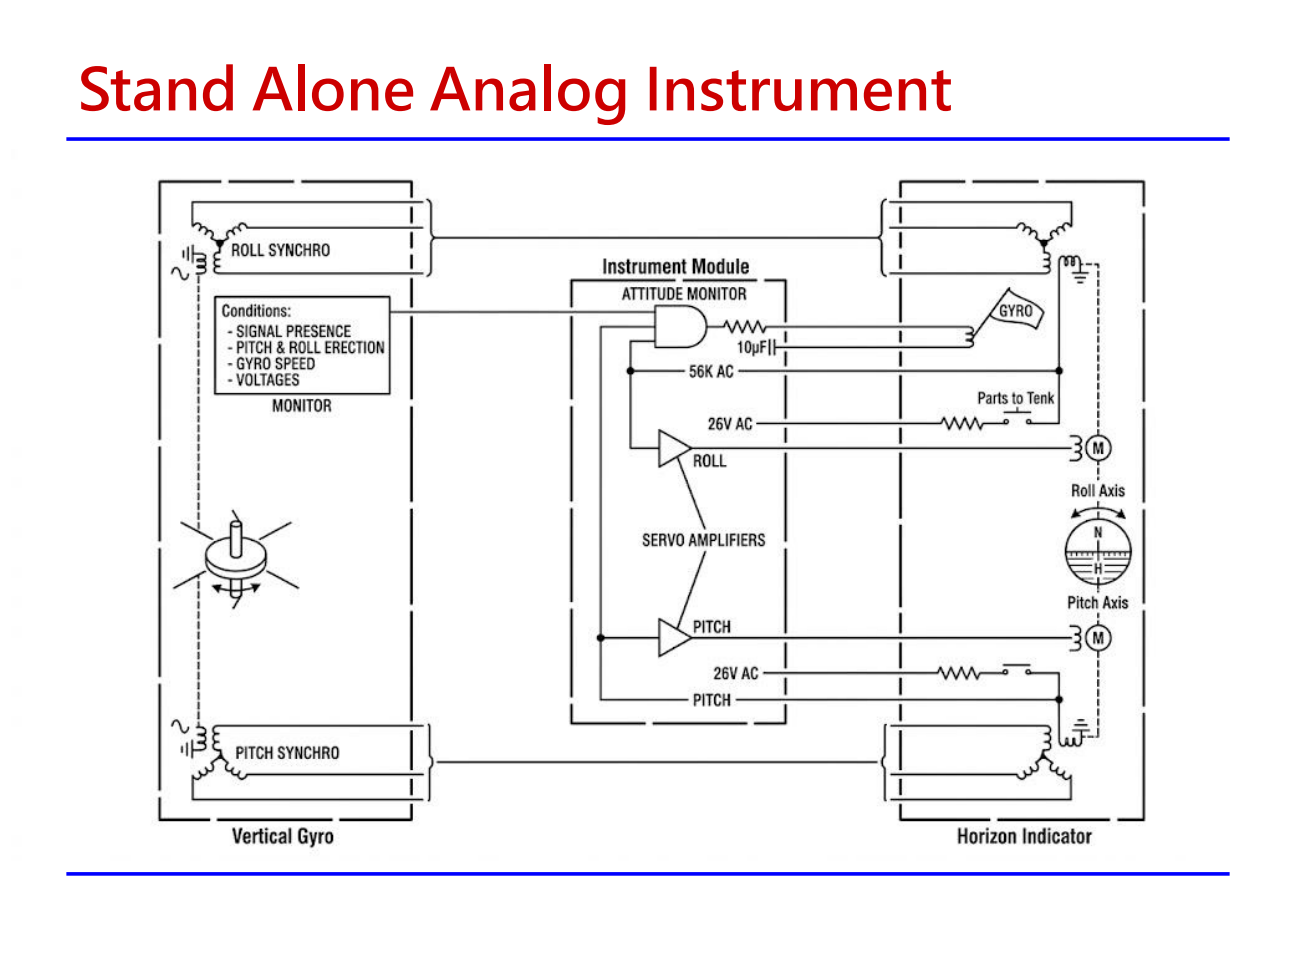 Stand Alone Analog Instrument
ROLL SYNCHRO
Instrument Module
ATTITUDE MONITOR
Conditions:
- SIGNAL PRESENCE
- PITCH & ROLL ERECTION
- GYRO SPEED
- VOLTAGES
MONITOR
GYRO
10µF
56K AC
Parts to Tenk
26V AC
ROLL
M
Roll Axis
SERVO AMPLIFIERS
N
H
Pitch Axis
PITCH
M
26V AC
PITCH
PITCH SYNCHRO
Vertical Gyro
Horizon Indicator